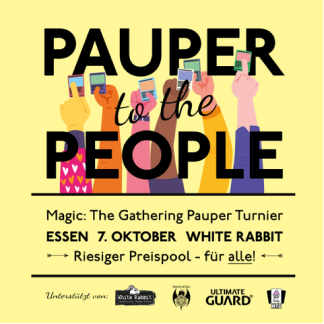 PAUPER
to the
PEOPLE
Magic: The Gathering Pauper Turnier
ESSEN 7. OKTOBER WHITE RABBIT
Riesiger Preispool - für alle!
Unterstützt von:
White Rabbit
ULTIMATE
GUARD